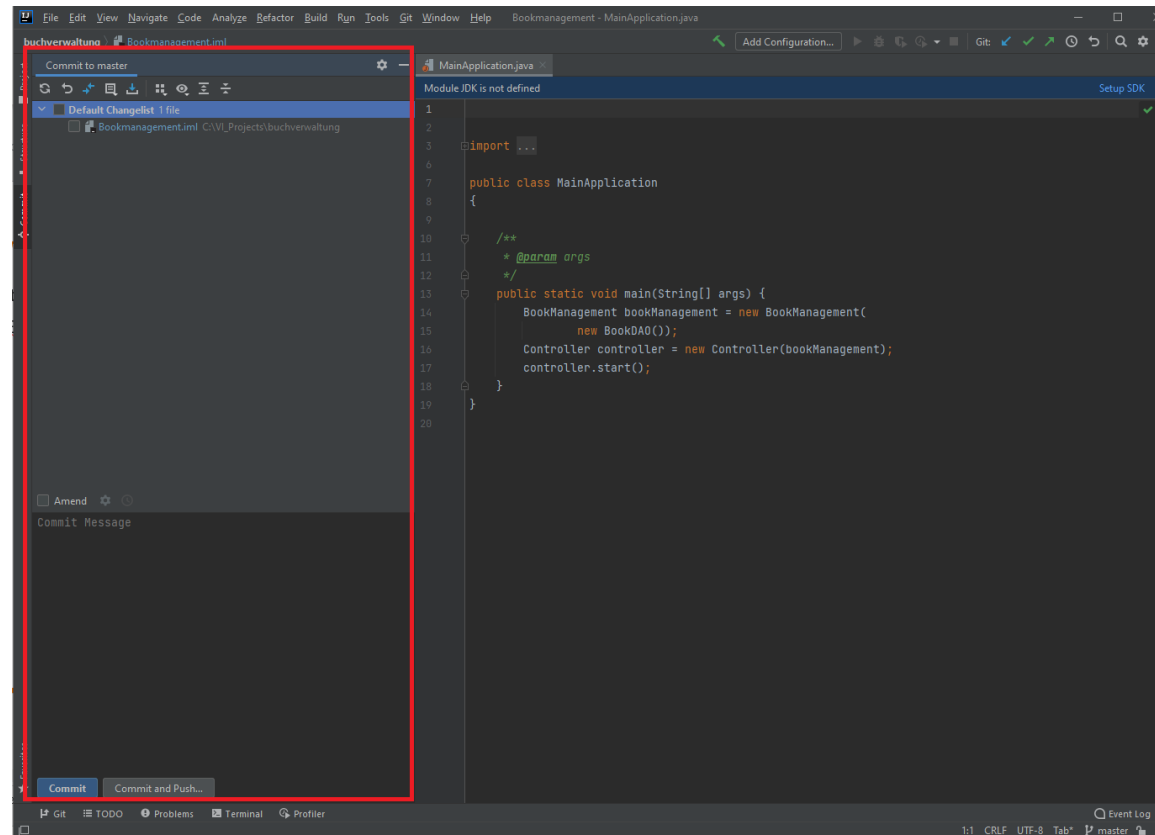 File Edit View Navigate Code Analyze Refactor Build Run Tools Git Window Help Bookmanagement - MainApplication.java
buchverwaltung Bookmanagement.iml Add Configuration... Git:
Commit to master
MainApplication.java
Module JDK is not defined Setup SDK
Default Changelist 1 file
Bookmanagement.iml C:\VI_Projects\buchverwaltung
1
2
3 import ...
6
7 public class MainApplication
8 {
9
10 /**
11 * @param args
12 */
13 public static void main(String[] args) {
14 BookManagement bookManagement = new BookManagement(
15 new BookDAO());
16 Controller controller = new Controller(bookManagement);
17 controller.start();
18 }
19 }
20
Amend
Commit Message
Commit Commit and Push...
Git TODO Problems Terminal Profiler Event Log
1:1 CRLF UTF-8 Tab* master